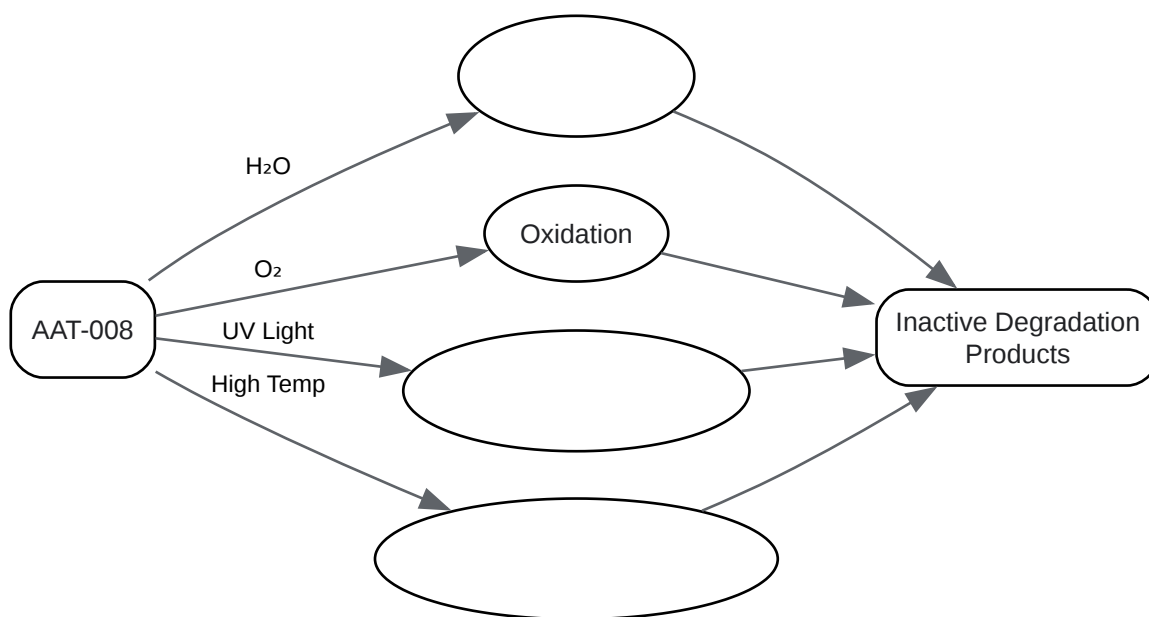 H₂O
Oxidation
O₂
AAT-008
UV Light
High Temp
Inactive Degradation
Products